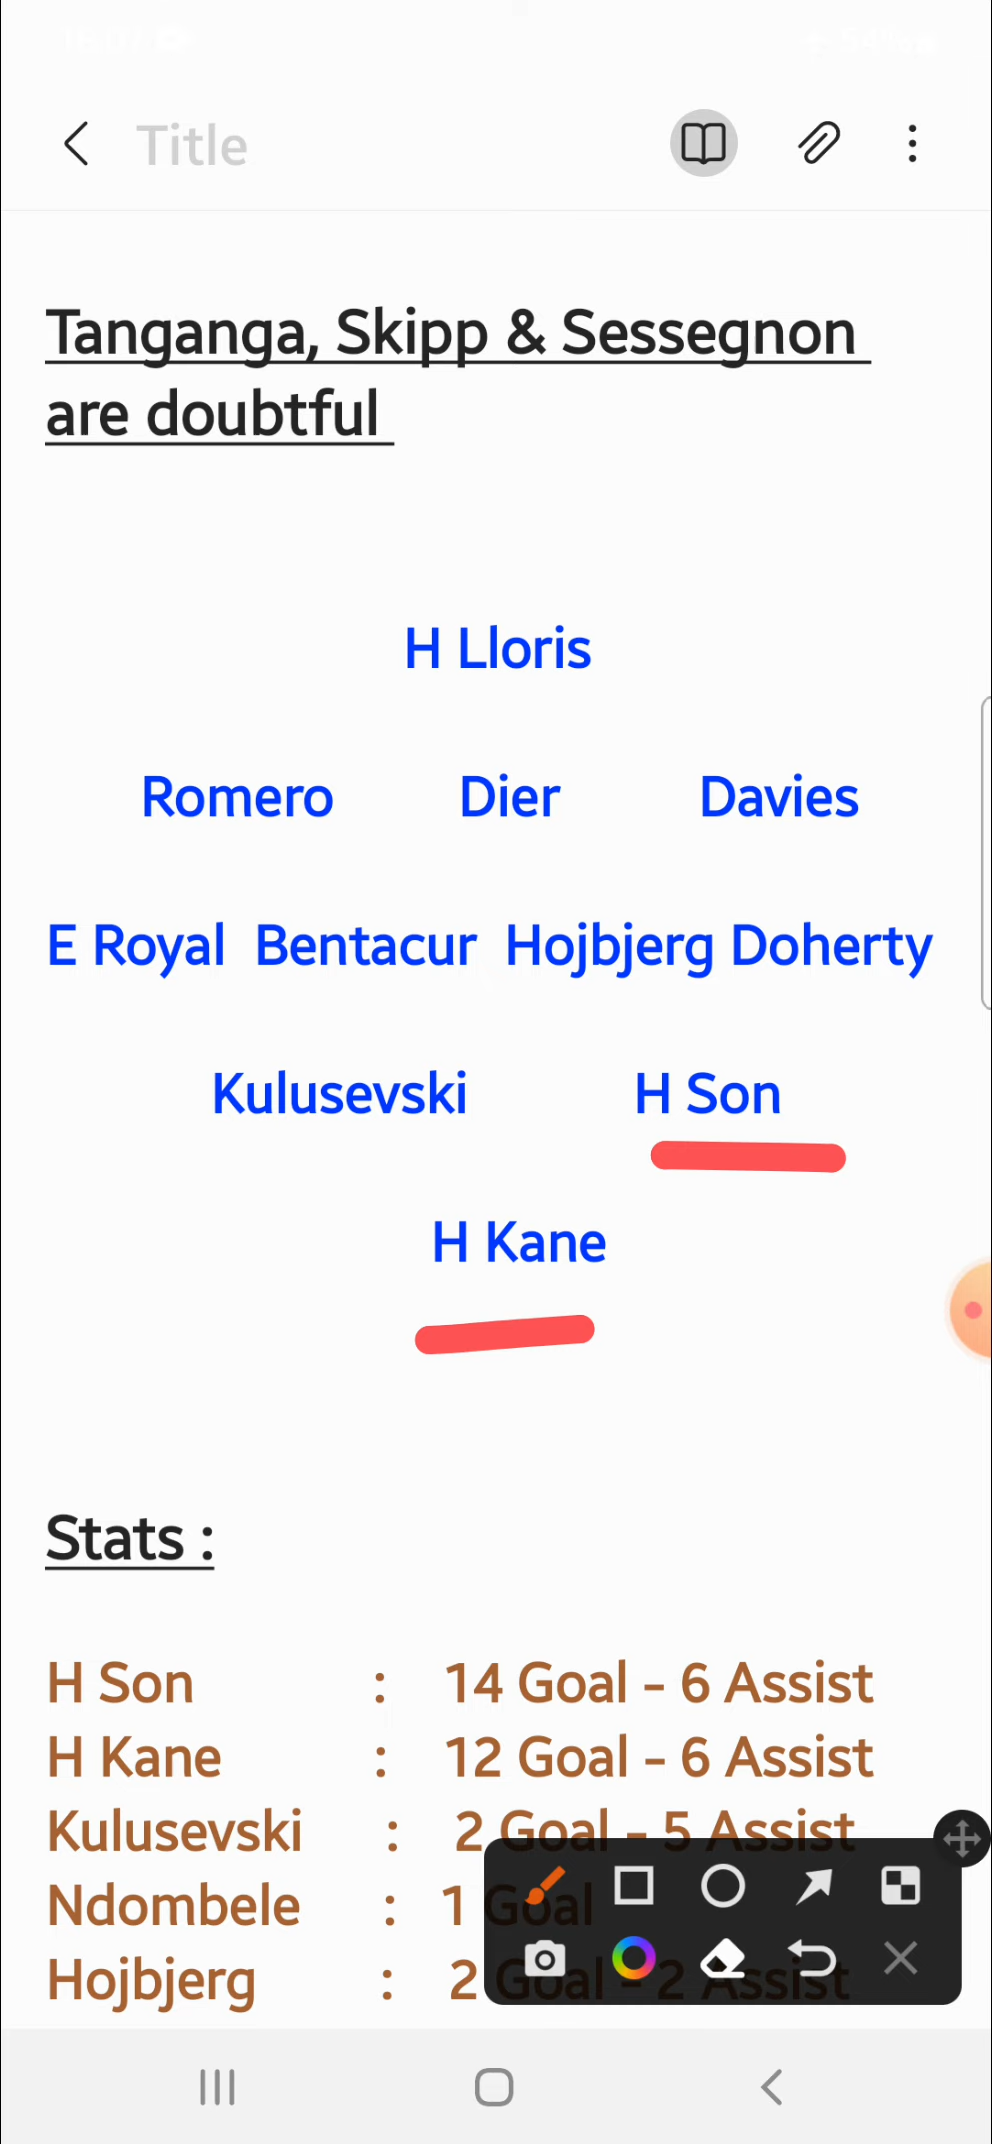 Title
Tanganga, Skipp & Sessegnon
are doubtful
H Lloris
Romero Dier Davies
E Royal Bentacur Hojbjerg Doherty
Kulusevski H Son
H Kane
Stats :
H Son : 14 Goal - 6 Assist
H Kane : 12 Goal - 6 Assist
Kulusevski : 2 Goal - 5 Assist
Ndombele : 1 Goal
Hojbjerg : 2 Goal - 2 Assist